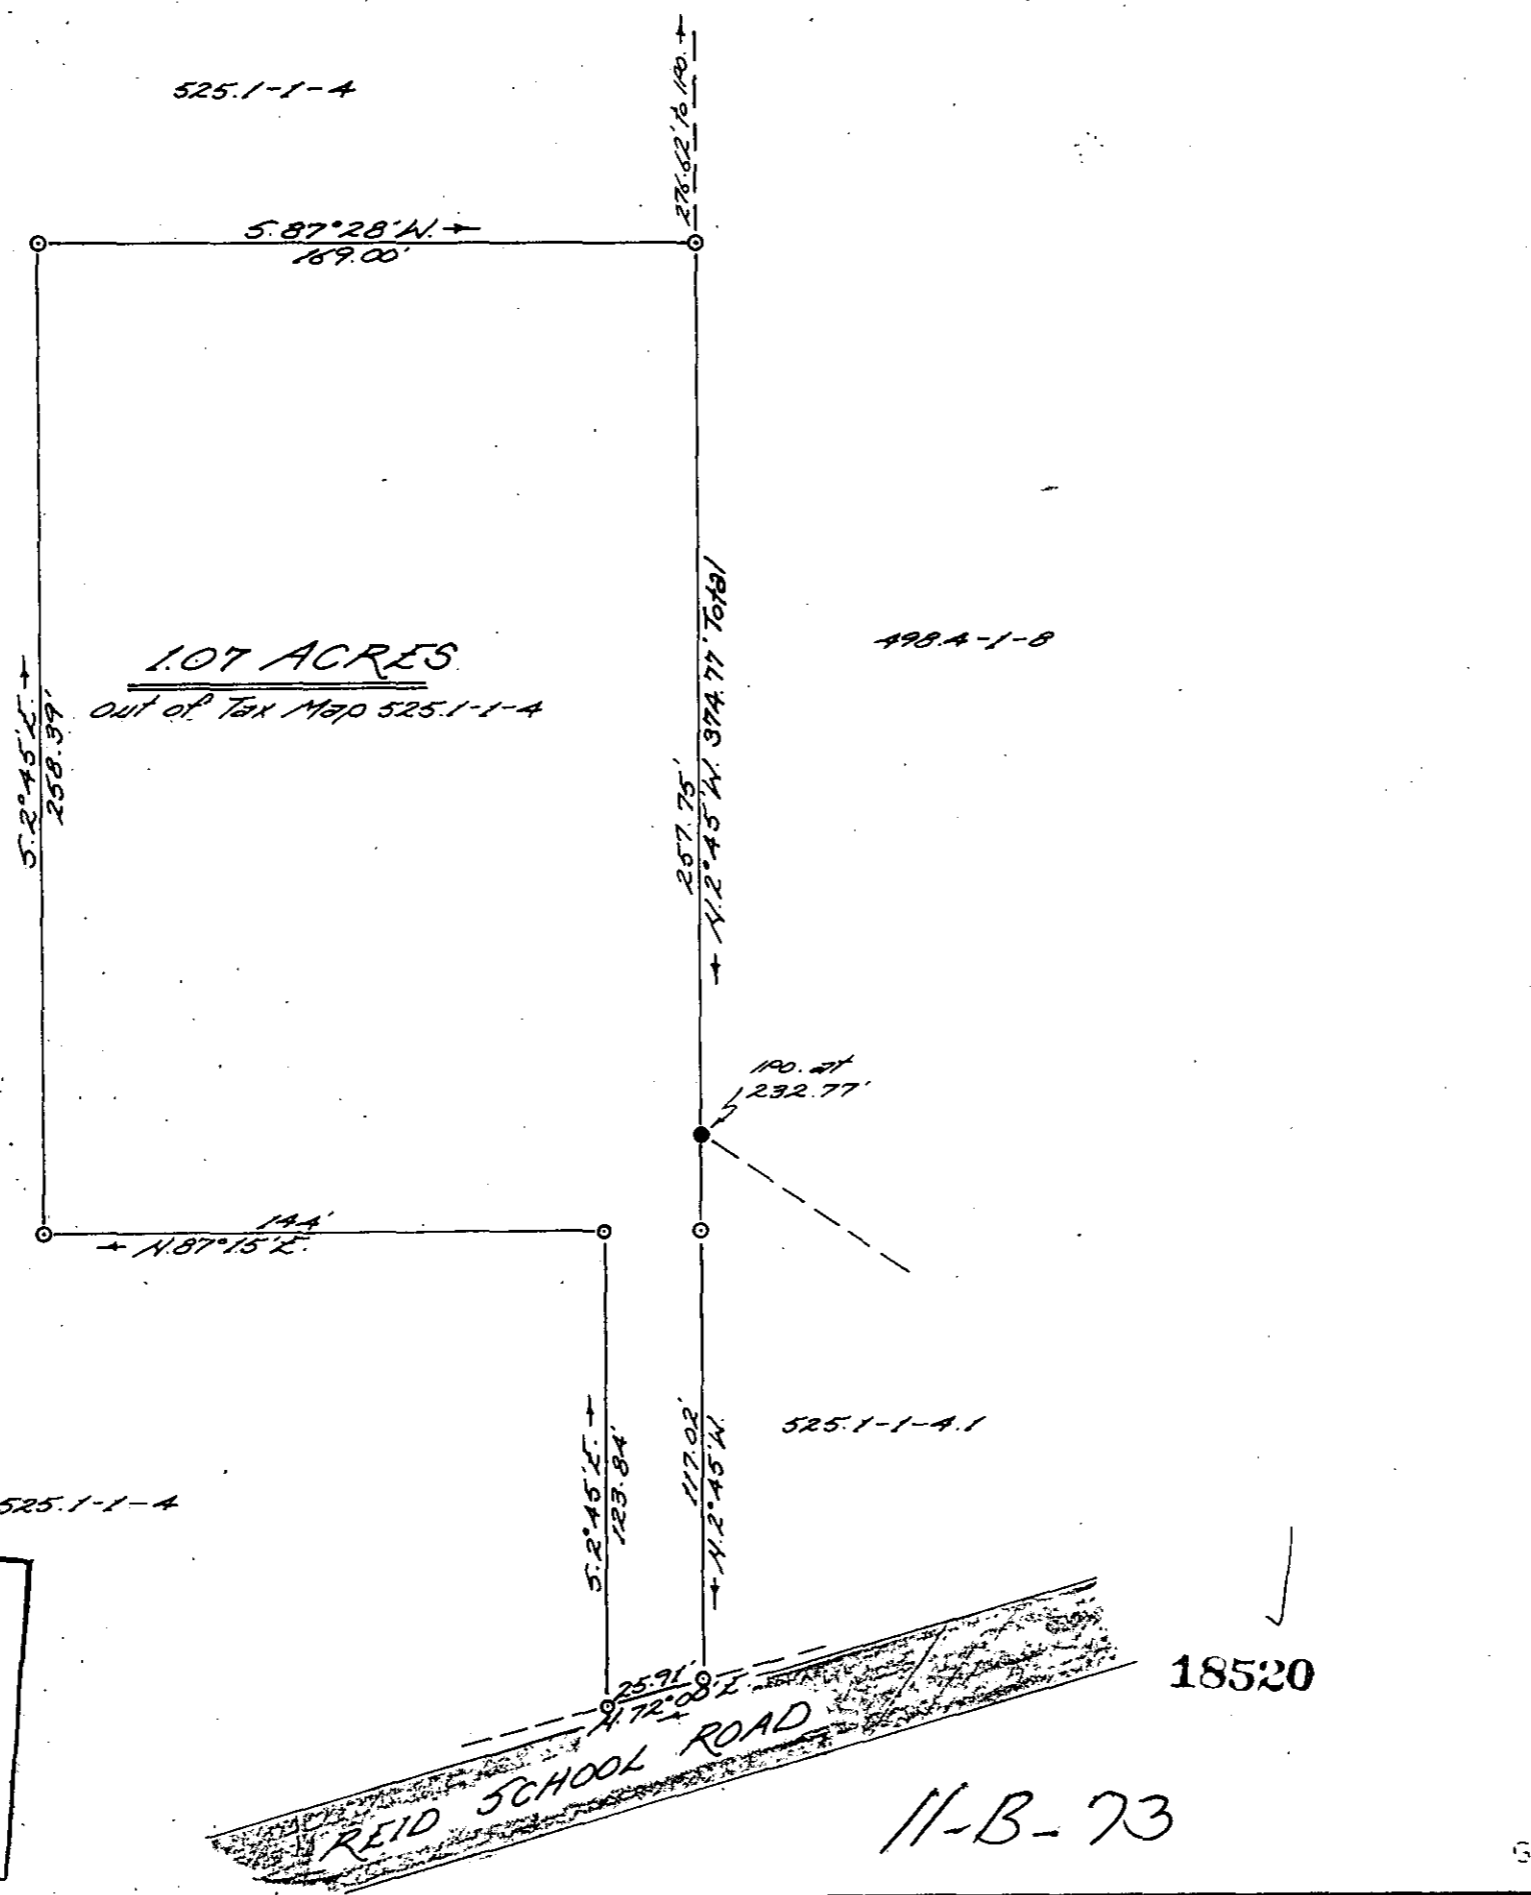 525.1-1-4
276.62' to I.P.O.
S.87°28'W.
169.00'
1.07 ACRES
out of Tax Map 525.1-1-4
S.2°45'E.
258.39'
257.75'
N.2°45'W. 374.77' Total
498.4-1-8
I.P.O. at
232.77'
144'
N.87°15'E.
S.2°45'E.
123.84'
117.02'
N.2°45'W.
525.1-1-4.1
525.1-1-4
25.91'
N.72°08'E.
REID SCHOOL ROAD
18520
11-B-73